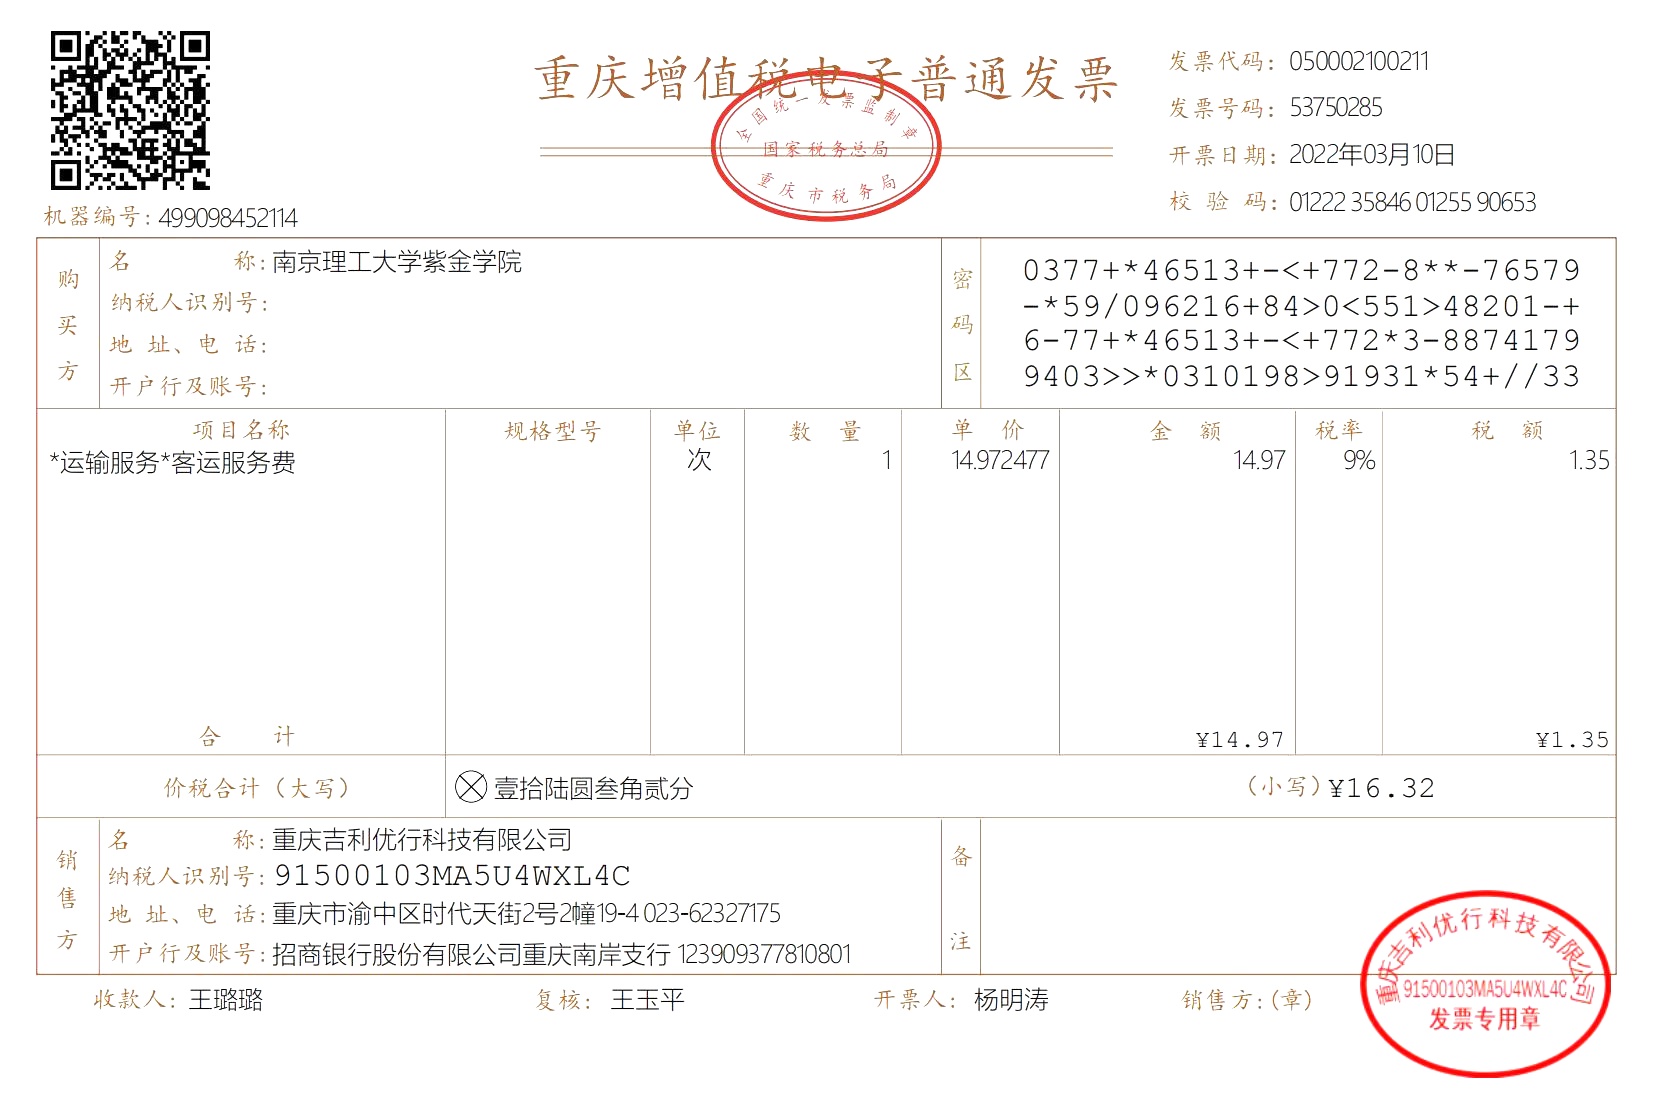 重庆增值税电子普通发票
全国统一发票监制章
国家税务总局
重庆市税务局
发票代码: 050002100211
发票号码: 53750285
开票日期: 2022年03月10日
校 验 码: 01222 35846 01255 90653
机器编号: 499098452114
购买方
名 称: 南京理工大学紫金学院
纳税人识别号:
地 址、电 话:
开户行及账号:
密码区
0377+*46513+-<+772-8**-76579
-*59/096216+84>0<551>48201-+
6-77+*46513+-<+772*3-8874179
9403>>*0310198>91931*54+//33
项目名称 规格型号 单位 数 量 单 价 金 额 税率 税 额
*运输服务*客运服务费 次 1 14.972477 14.97 9% 1.35
合 计 ¥14.97 ¥1.35
价税合计（大写） 壹拾陆圆叁角贰分 （小写）¥16.32
销售方
名 称: 重庆吉利优行科技有限公司
纳税人识别号: 91500103MA5U4WXL4C
地 址、电 话: 重庆市渝中区时代天街2号2幢19-4 023-62327175
开户行及账号: 招商银行股份有限公司重庆南岸支行 123909377810801
备注
收款人: 王璐璐 复核: 王玉平 开票人: 杨明涛 销售方:(章)
重庆吉利优行科技有限公司
91500103MA5U4WXL4C
发票专用章